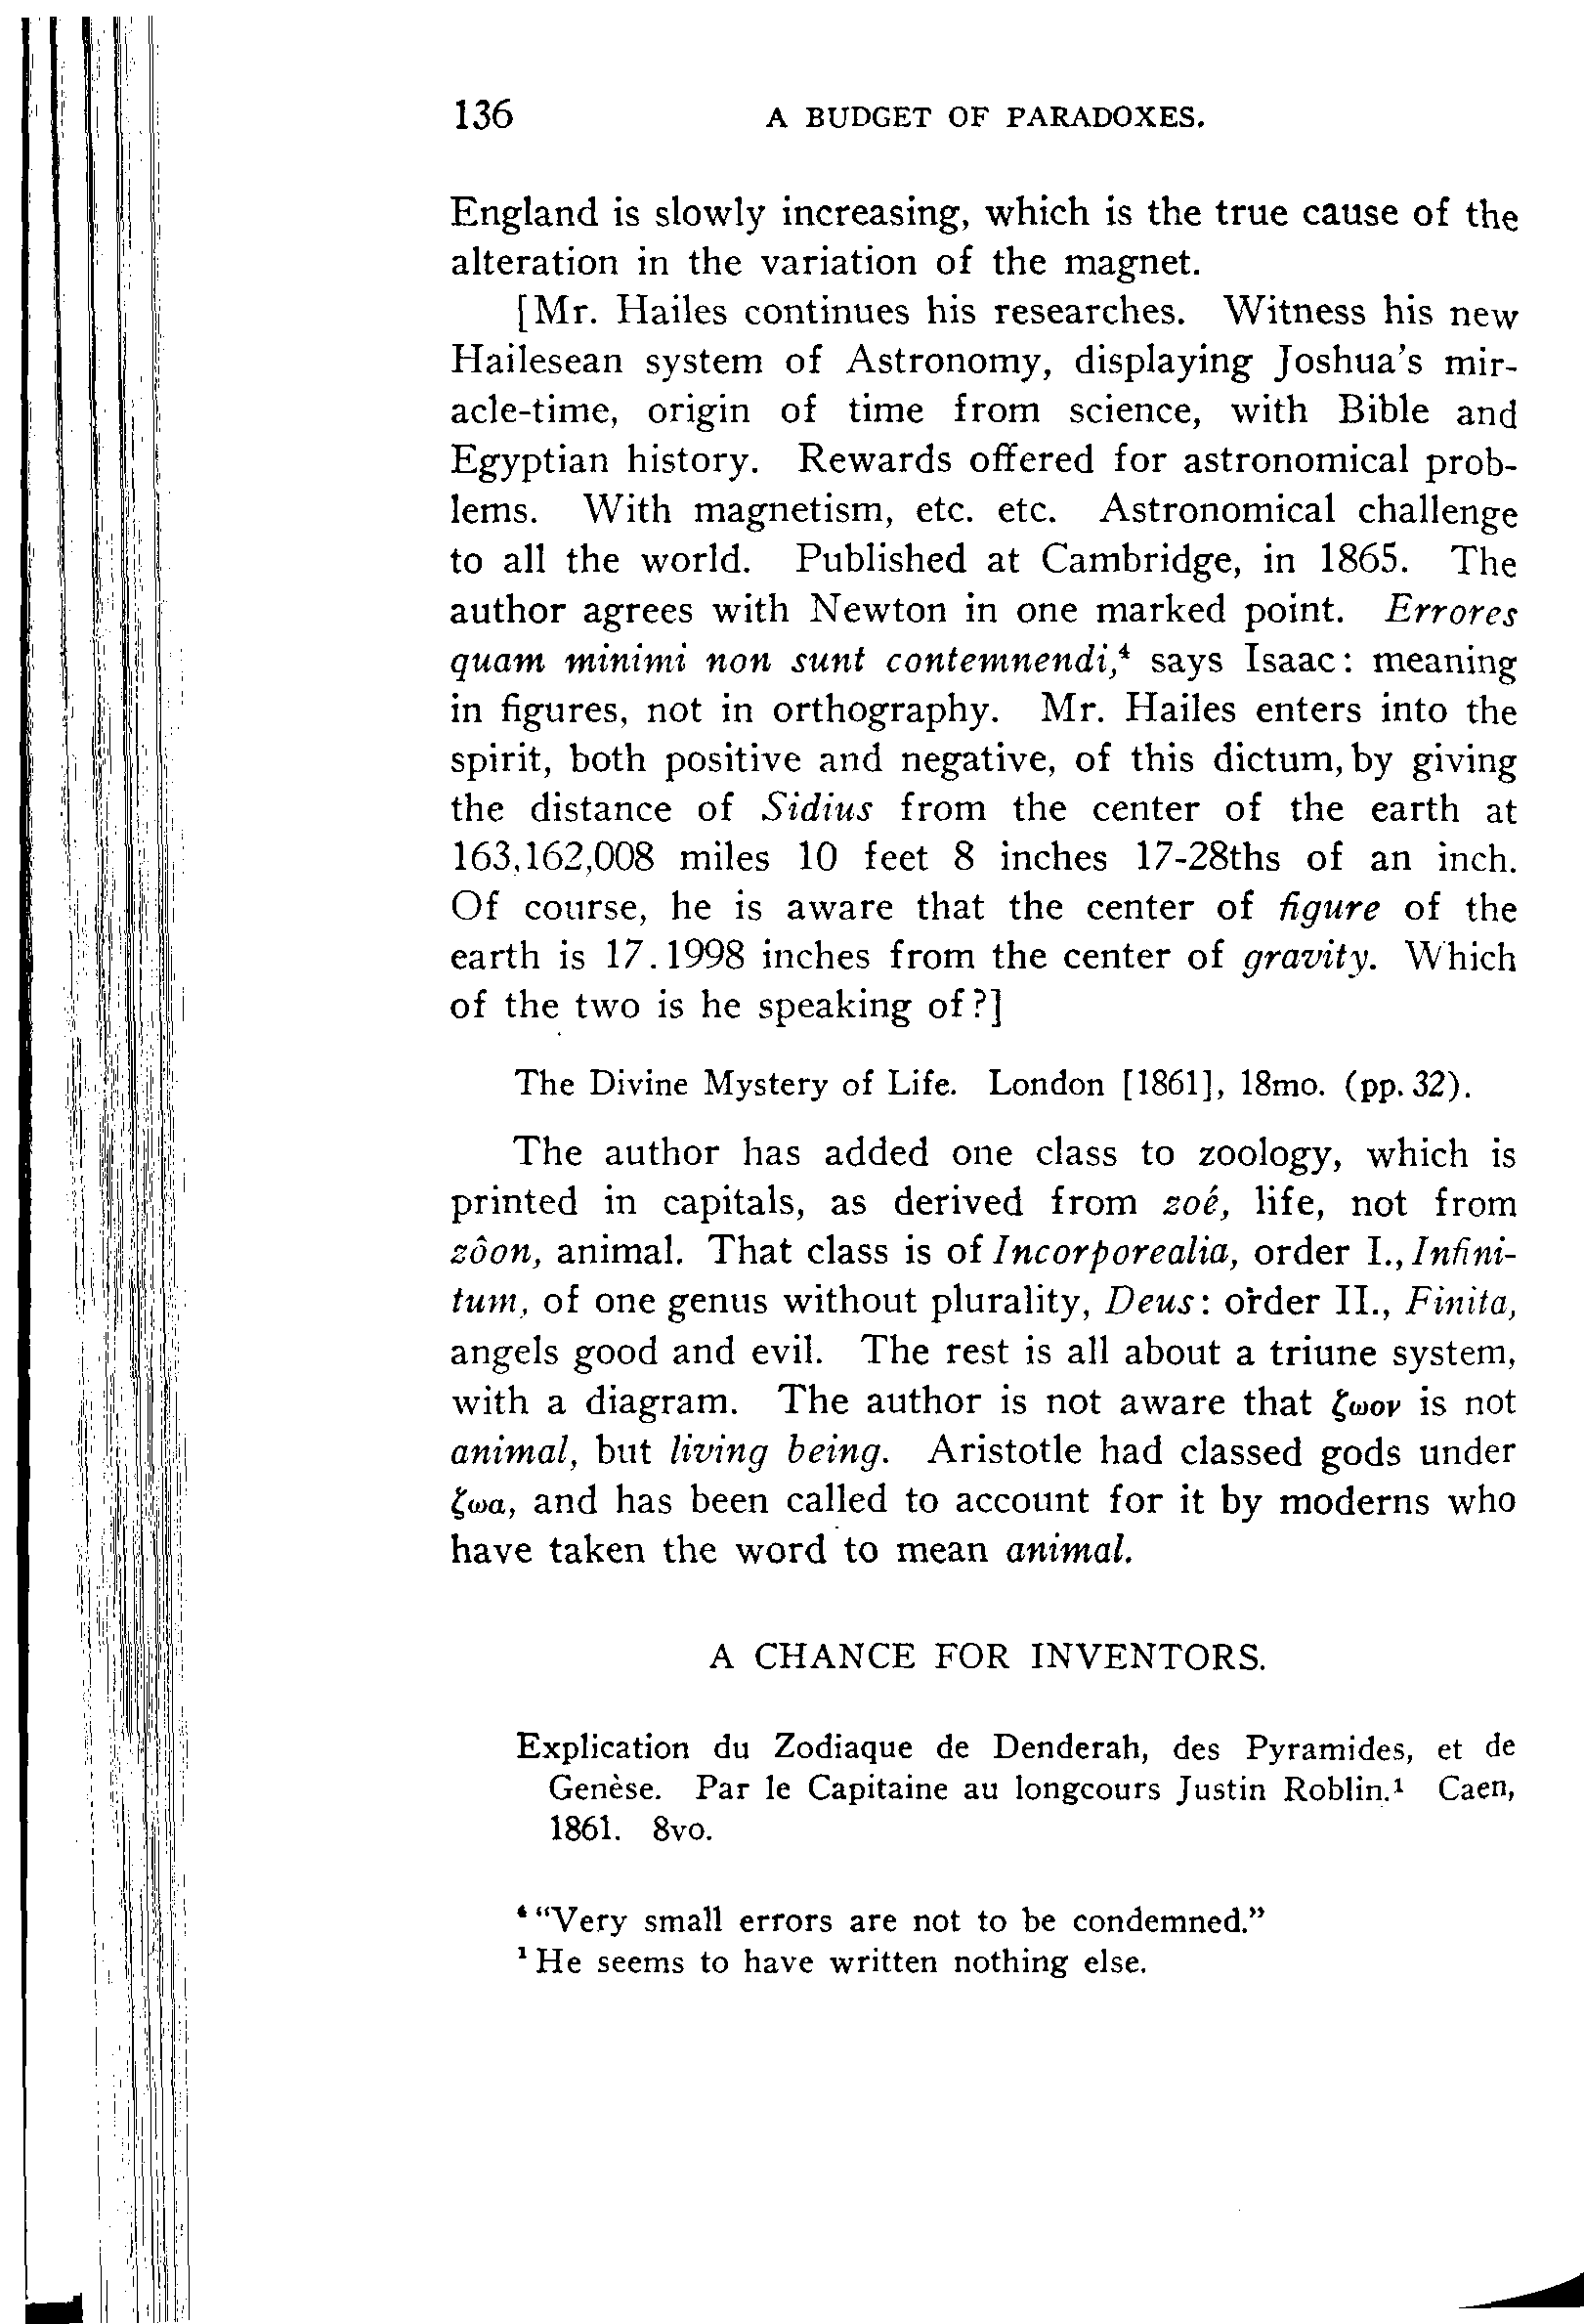 136 A BUDGET OF PARADOXES.
England is slowly increasing, which is the true cause of the
alteration in the variation of the magnet.
[Mr. Hailes continues his researches. Witness his new
Hailesean system of Astronomy, displaying Joshua's mir-
acle-time, origin of time from science, with Bible and
Egyptian history. Rewards offered for astronomical prob-
lems. With magnetism, etc. etc. Astronomical challenge
to all the world. Published at Cambridge, in 1865. The
author agrees with Newton in one marked point. Errores
quam minimi non sunt contemnendi,⁴ says Isaac: meaning
in figures, not in orthography. Mr. Hailes enters into the
spirit, both positive and negative, of this dictum, by giving
the distance of Sidius from the center of the earth at
163,162,008 miles 10 feet 8 inches 17-28ths of an inch.
Of course, he is aware that the center of figure of the
earth is 17.1998 inches from the center of gravity. Which
of the two is he speaking of?]
The Divine Mystery of Life. London [1861], 18mo. (pp. 32).
The author has added one class to zoology, which is
printed in capitals, as derived from zoé, life, not from
zôon, animal. That class is of Incorporealia, order I., Infini-
tum, of one genus without plurality, Deus: order II., Finita,
angels good and evil. The rest is all about a triune system,
with a diagram. The author is not aware that ζωον is not
animal, but living being. Aristotle had classed gods under
ζωα, and has been called to account for it by moderns who
have taken the word to mean animal.
A CHANCE FOR INVENTORS.
Explication du Zodiaque de Denderah, des Pyramides, et de
Genèse. Par le Capitaine au longcours Justin Roblin.¹ Caen,
1861. 8vo.
⁴ "Very small errors are not to be condemned."
¹ He seems to have written nothing else.